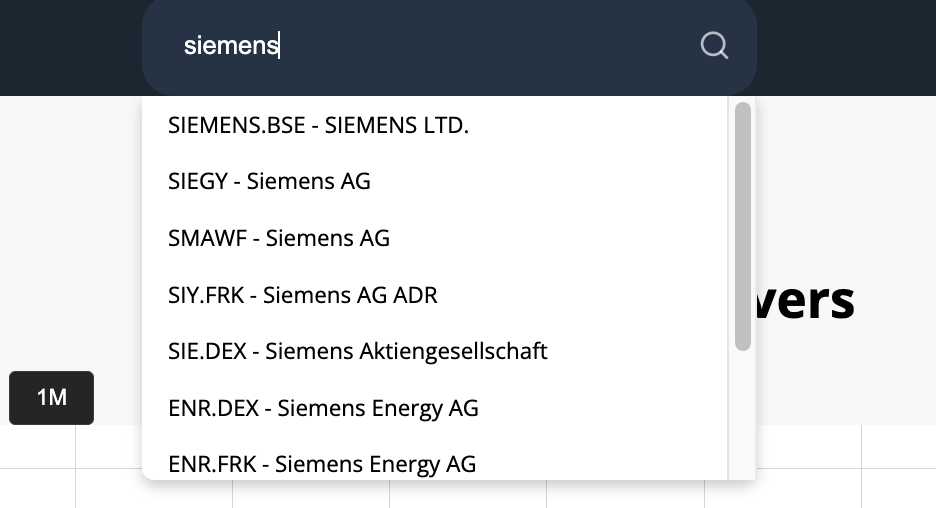 siemens
SIEMENS.BSE - SIEMENS LTD.
SIEGY - Siemens AG
SMAWF - Siemens AG
SIY.FRK - Siemens AG ADR
vers
SIE.DEX - Siemens Aktiengesellschaft
1M
ENR.DEX - Siemens Energy AG
ENR.FRK - Siemens Energy AG